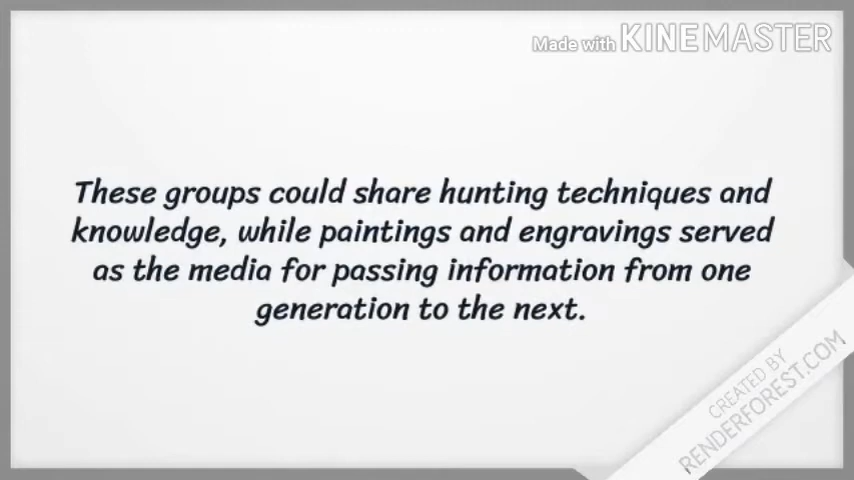 Made with KINEMASTER
These groups could share hunting techniques and
knowledge, while paintings and engravings served
as the media for passing information from one
generation to the next.
CREATED BY
RENDERFOREST.COM